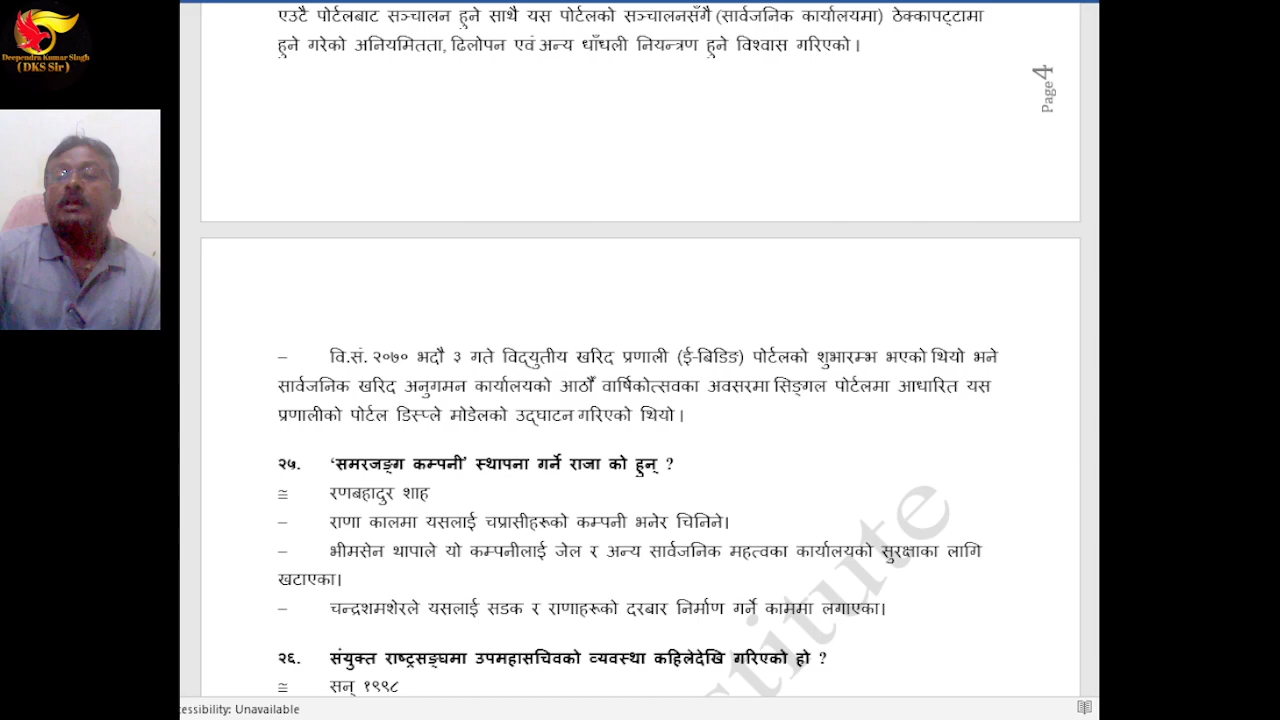 Deependra Kumar Singh
(DKS Sir)
एउटै पोर्टलबाट सञ्चालन हुने साथै यस पोर्टलको सञ्चालनसँगै (सार्वजनिक कार्यालयमा) ठेक्कापट्टामा
हुने गरेको अनियमितता, ढिलोपन एवं अन्य धाँधली नियन्त्रण हुने विश्वास गरिएको ।
Page4
– वि.सं. २०७० भदौ ३ गते विद्युतीय खरिद प्रणाली (ई-बिडिङ) पोर्टलको शुभारम्भ भएको थियो भने
सार्वजनिक खरिद अनुगमन कार्यालयको आठौँ वार्षिकोत्सवका अवसरमा सिङ्गल पोर्टलमा आधारित यस
प्रणालीको पोर्टल डिस्प्ले मोडेलको उद्घाटन गरिएको थियो ।
२५. ‘समरजङ्ग कम्पनी’ स्थापना गर्ने राजा को हुन् ?
≅ रणबहादुर शाह
– राणा कालमा यसलाई चप्रासीहरूको कम्पनी भनेर चिनिने।
– भीमसेन थापाले यो कम्पनीलाई जेल र अन्य सार्वजनिक महत्वका कार्यालयको सुरक्षाका लागि
खटाएका।
– चन्द्रशमशेरले यसलाई सडक र राणाहरूको दरबार निर्माण गर्ने काममा लगाएका।
२६. संयुक्त राष्ट्रसङ्घमा उपमहासचिवको व्यवस्था कहिलेदेखि गरिएको हो ?
≅ सन् १९९८
stitute
essibility: Unavailable